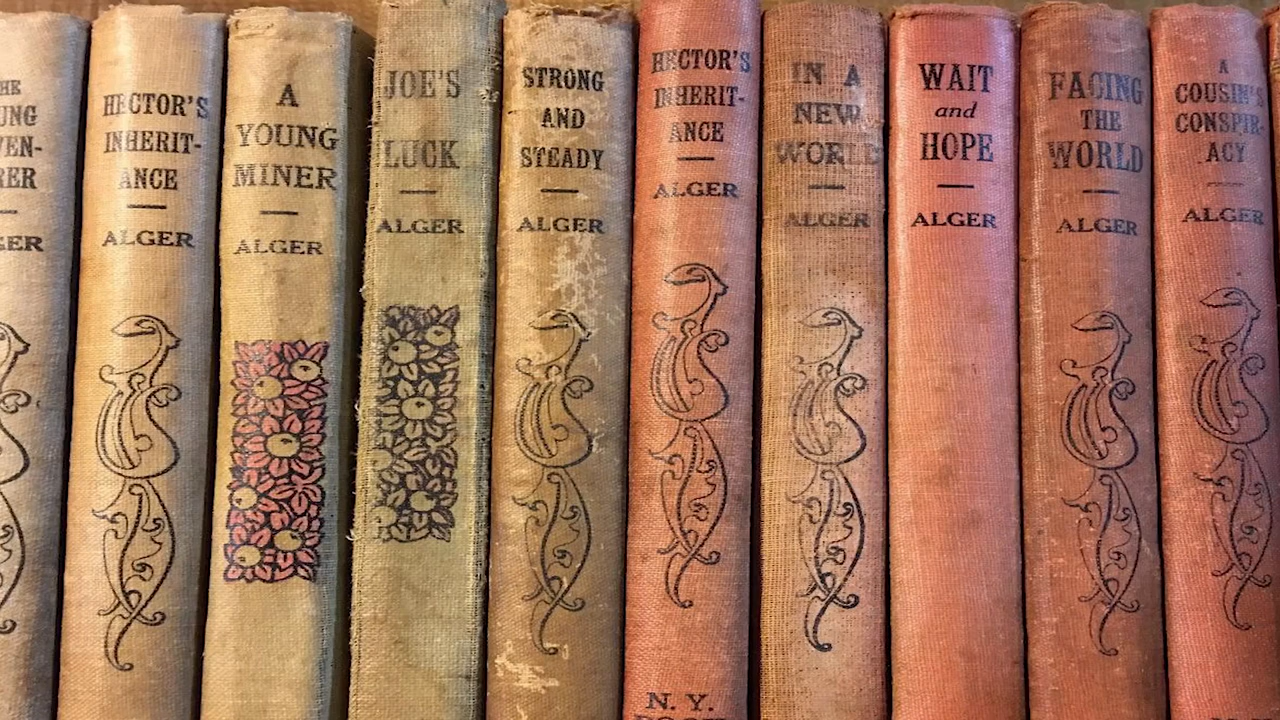 HECTOR'S
INHERIT-
ANCE
ALGER
A
YOUNG
MINER
ALGER
JOE'S
LUCK
ALGER
STRONG
AND
STEADY
ALGER
HECTOR'S
INHERIT-
ANCE
ALGER
N. Y.
IN A
NEW
WORLD
ALGER
WAIT
and
HOPE
ALGER
FACING
THE
WORLD
ALGER
A
COUSIN'S
CONSPIR-
ACY
ALGER